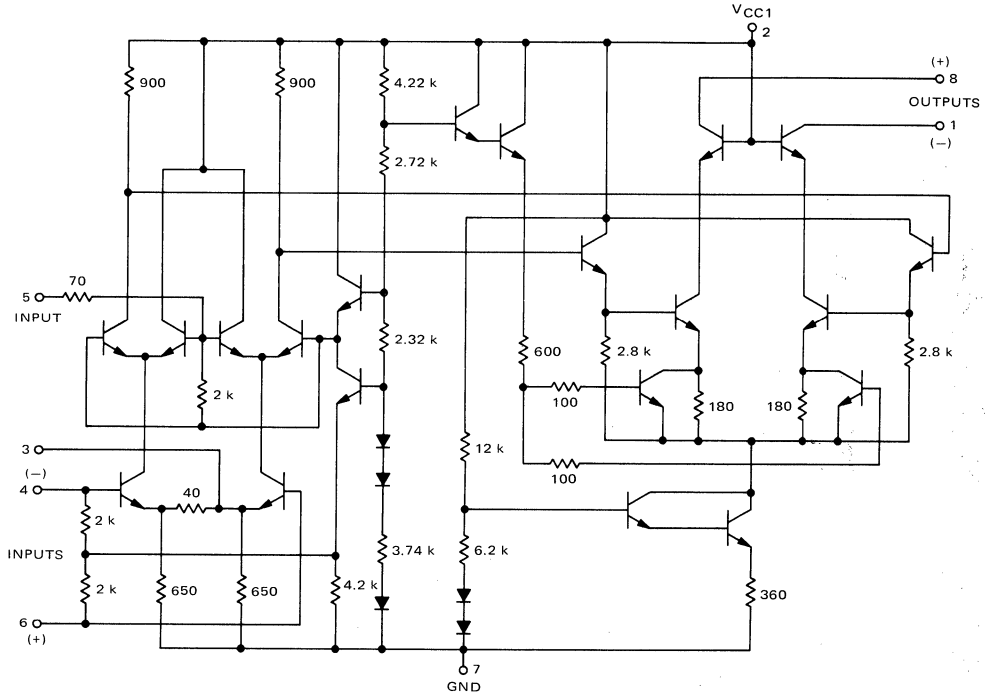 VCC1
2
900
900
4.22 k
(+)
8
OUTPUTS
1
(−)
2.72 k
70
5
INPUT
2.32 k
600
2.8 k
2.8 k
2 k
100
180
180
3
12 k
(−)
4
40
100
2 k
INPUTS
3.74 k
6.2 k
2 k
650
650
4.2 k
360
6
(+)
7
GND